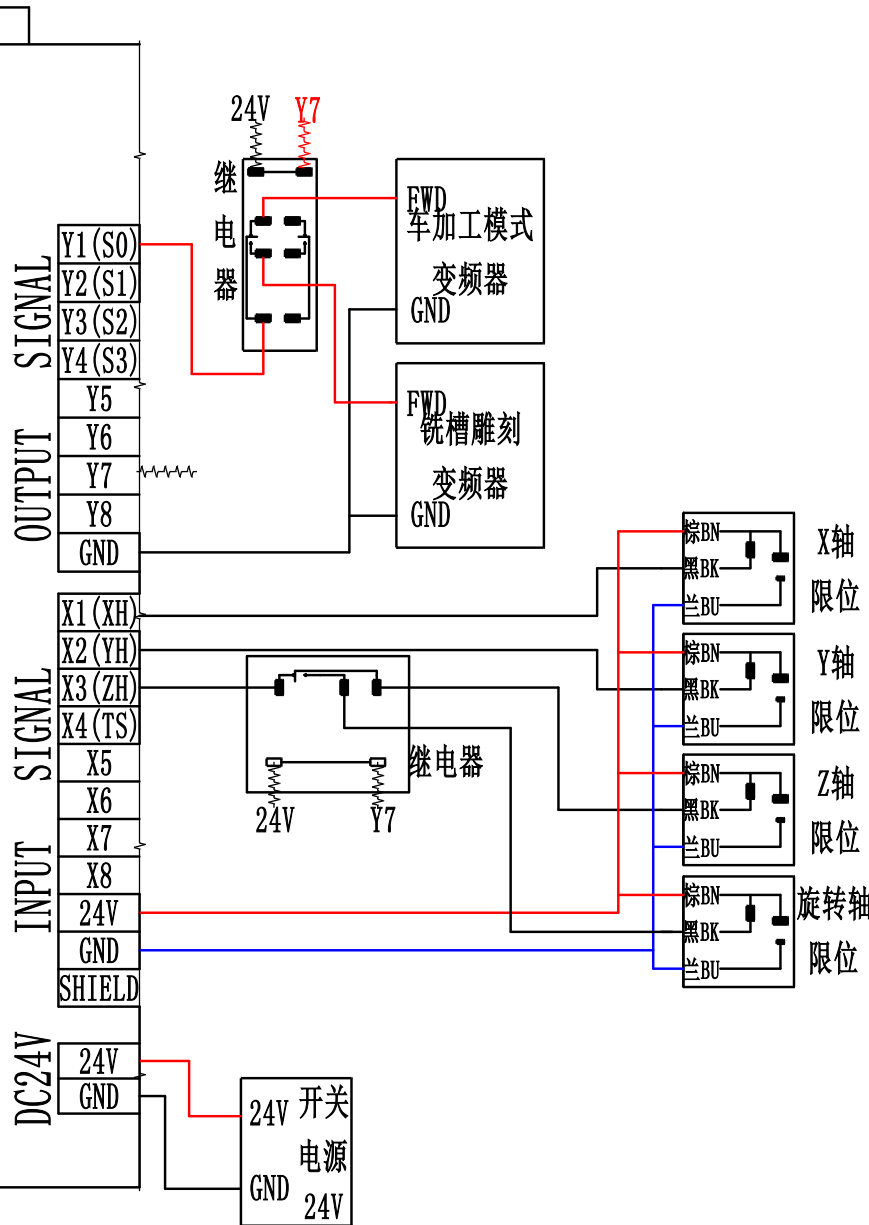 24V
Y7
继
电
器
FWD
车加工模式
变频器
GND
FWD
铣槽雕刻
变频器
GND
SIGNAL
OUTPUT
Y1(S0)
Y2(S1)
Y3(S2)
Y4(S3)
Y5
Y6
Y7
Y8
GND
SIGNAL
INPUT
X1(XH)
X2(YH)
X3(ZH)
X4(TS)
X5
X6
X7
X8
24V
GND
SHIELD
继电器
24V
Y7
棕BN
黑BK
兰BU
X轴
限位
棕BN
黑BK
兰BU
Y轴
限位
棕BN
黑BK
兰BU
Z轴
限位
棕BN
黑BK
兰BU
旋转轴
限位
DC24V
24V
GND
24V
开关
电源
GND
24V